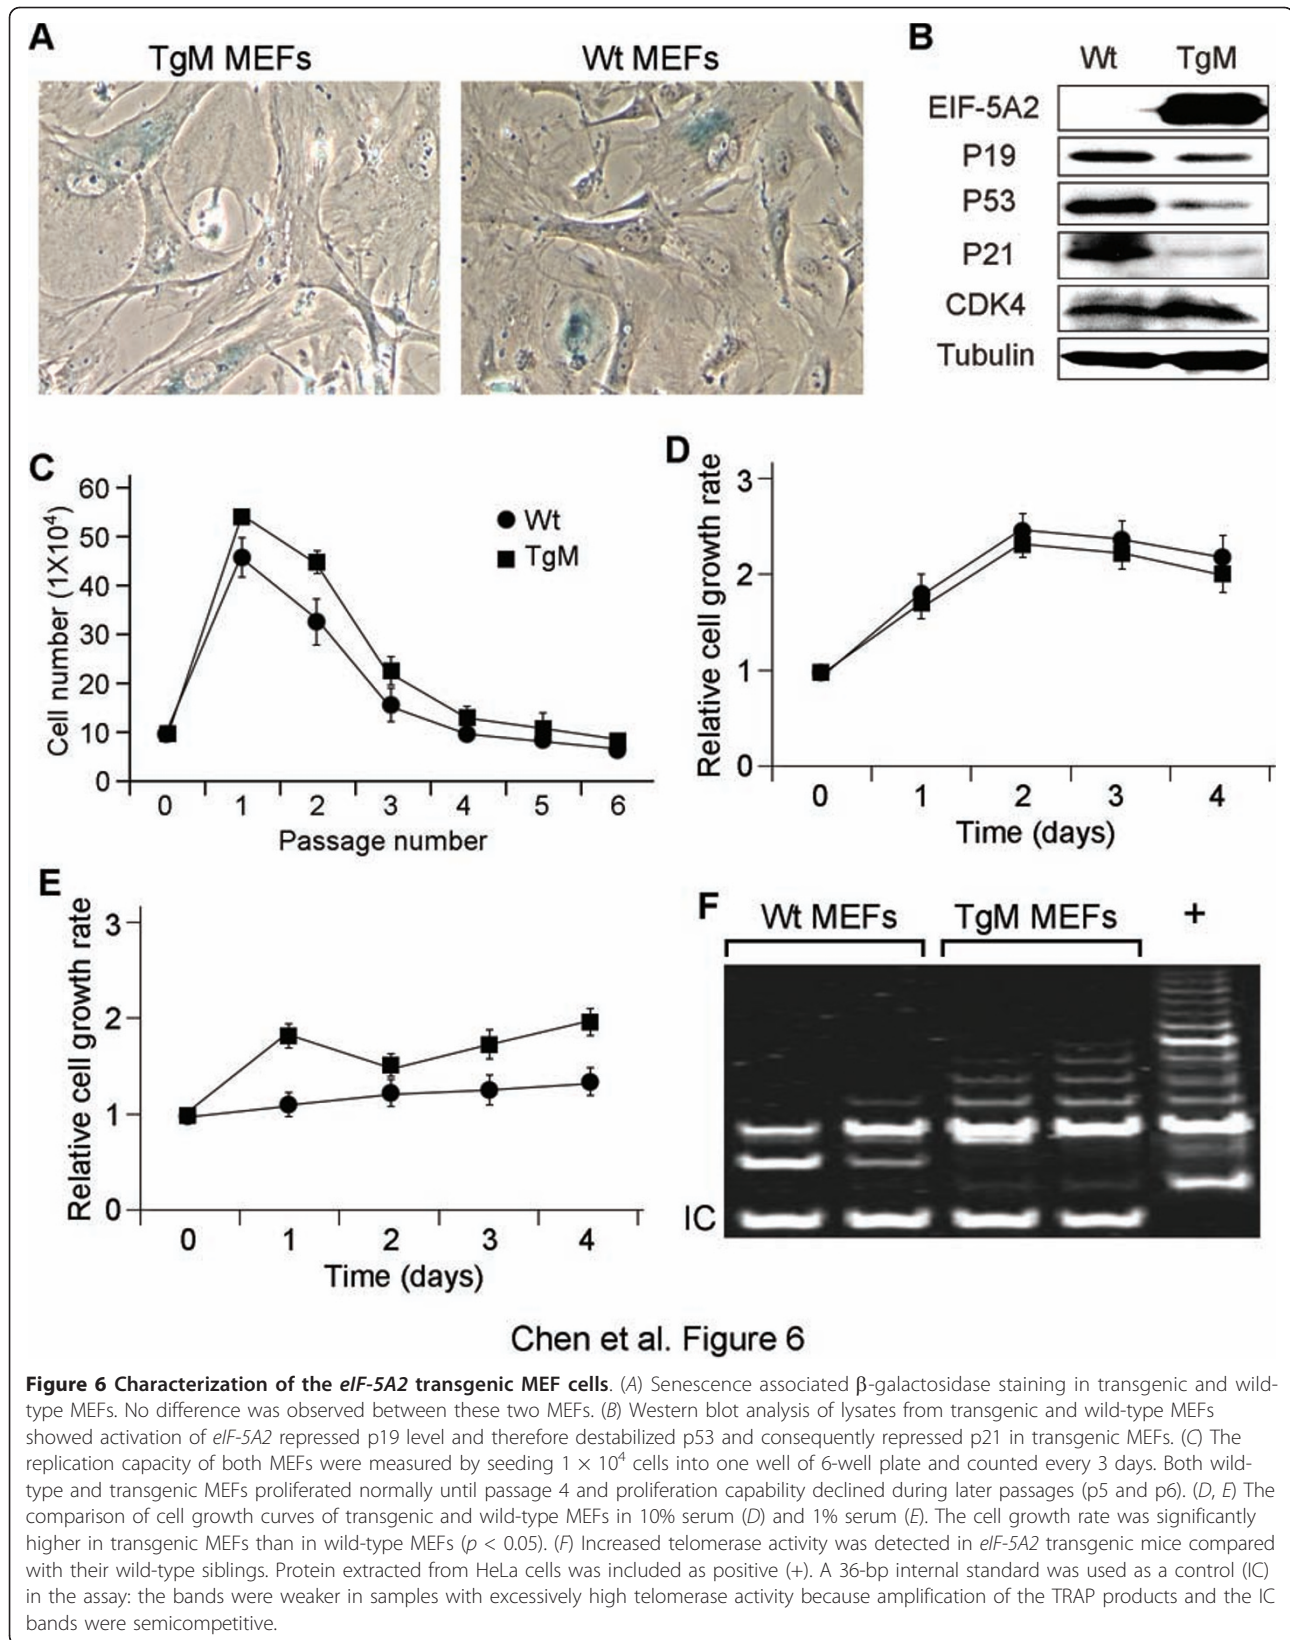 A
TgM MEFs
Wt MEFs
B
Wt TgM
EIF-5A2
P19
P53
P21
CDK4
Tubulin
C
Cell number (1X10⁴)
60
50
40
30
20
10
0
Wt
TgM
0 1 2 3 4 5 6
Passage number
D
Relative cell growth rate
3
2
1
0
0 1 2 3 4
Time (days)
E
Relative cell growth rate
3
2
1
0
0 1 2 3 4
Time (days)
F
Wt MEFs TgM MEFs +
IC
Chen et al. Figure 6
Figure 6 Characterization of the eIF-5A2 transgenic MEF cells. (A) Senescence associated β-galactosidase staining in transgenic and wild-
type MEFs. No difference was observed between these two MEFs. (B) Western blot analysis of lysates from transgenic and wild-type MEFs
showed activation of eIF-5A2 repressed p19 level and therefore destabilized p53 and consequently repressed p21 in transgenic MEFs. (C) The
replication capacity of both MEFs were measured by seeding 1 × 10⁴ cells into one well of 6-well plate and counted every 3 days. Both wild-
type and transgenic MEFs proliferated normally until passage 4 and proliferation capability declined during later passages (p5 and p6). (D, E) The
comparison of cell growth curves of transgenic and wild-type MEFs in 10% serum (D) and 1% serum (E). The cell growth rate was significantly
higher in transgenic MEFs than in wild-type MEFs (p < 0.05). (F) Increased telomerase activity was detected in eIF-5A2 transgenic mice compared
with their wild-type siblings. Protein extracted from HeLa cells was included as positive (+). A 36-bp internal standard was used as a control (IC)
in the assay: the bands were weaker in samples with excessively high telomerase activity because amplification of the TRAP products and the IC
bands were semicompetitive.